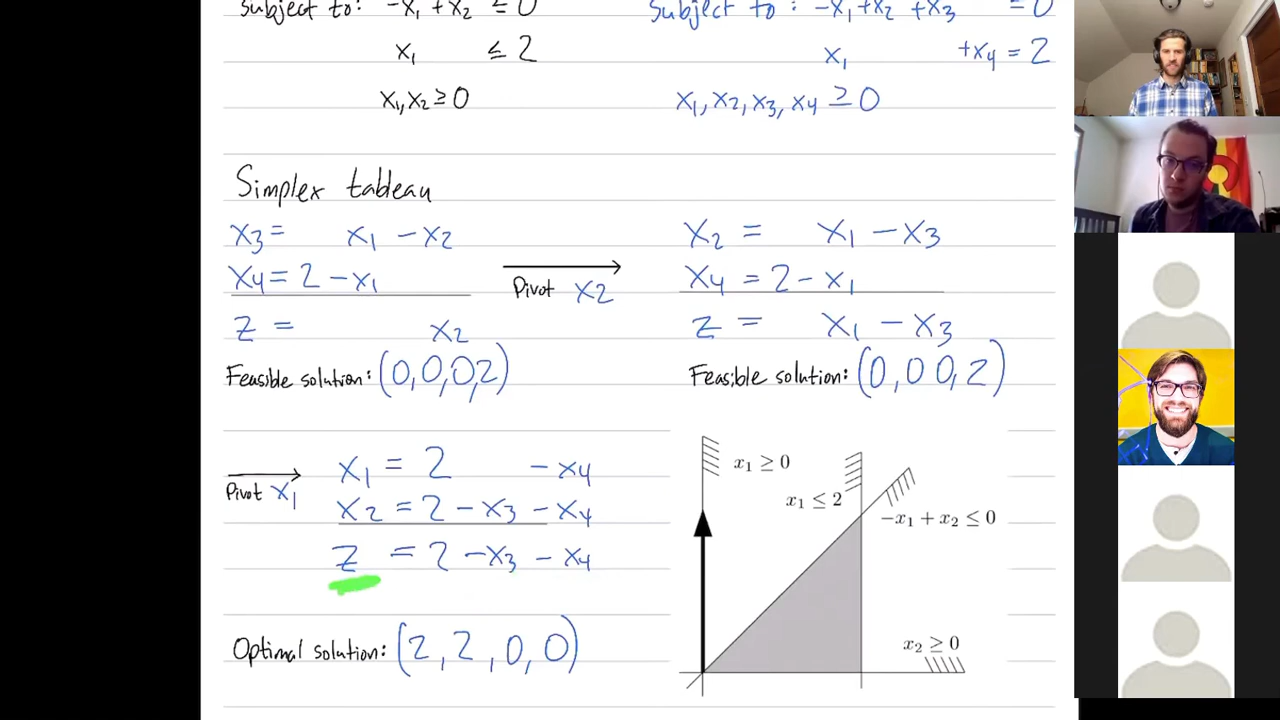 Subject to: -x1 + x2 ≤ 0
x1 ≤ 2
x1, x2 ≥ 0
Subject to: -x1 + x2 + x3 = 0
x1 + x4 = 2
x1, x2, x3, x4 ≥ 0
Simplex tableau
x3 = x1 - x2
x4 = 2 - x1
z = x2
Feasible solution: (0,0,0,2)
Pivot x2
x2 = x1 - x3
x4 = 2 - x1
z = x1 - x3
Feasible solution: (0,0 0,2)
Pivot x1
x1 = 2 - x4
x2 = 2 - x3 - x4
z = 2 - x3 - x4
Optimal solution: (2,2,0,0)
x1 ≥ 0
x1 ≤ 2
-x1 + x2 ≤ 0
x2 ≥ 0